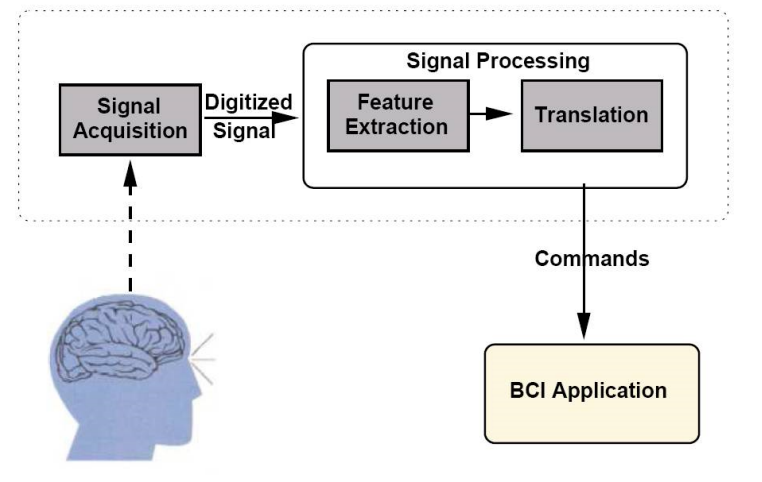 Signal Processing
Signal
Acquisition
Digitized
Signal
Feature
Extraction
Translation
Commands
BCI Application